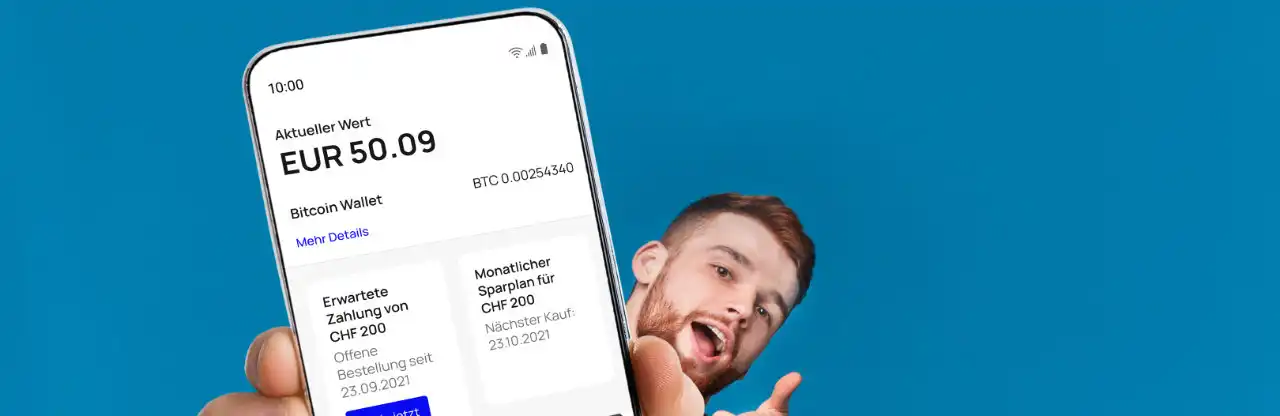 10:00
Aktueller Wert
EUR 50.09
Bitcoin Wallet
BTC 0.00254340
Mehr Details
Erwartete
Zahlung von
CHF 200
Offene
Bestellung seit
23.09.2021
Monatlicher
Sparplan für
CHF 200
Nächster Kauf:
23.10.2021